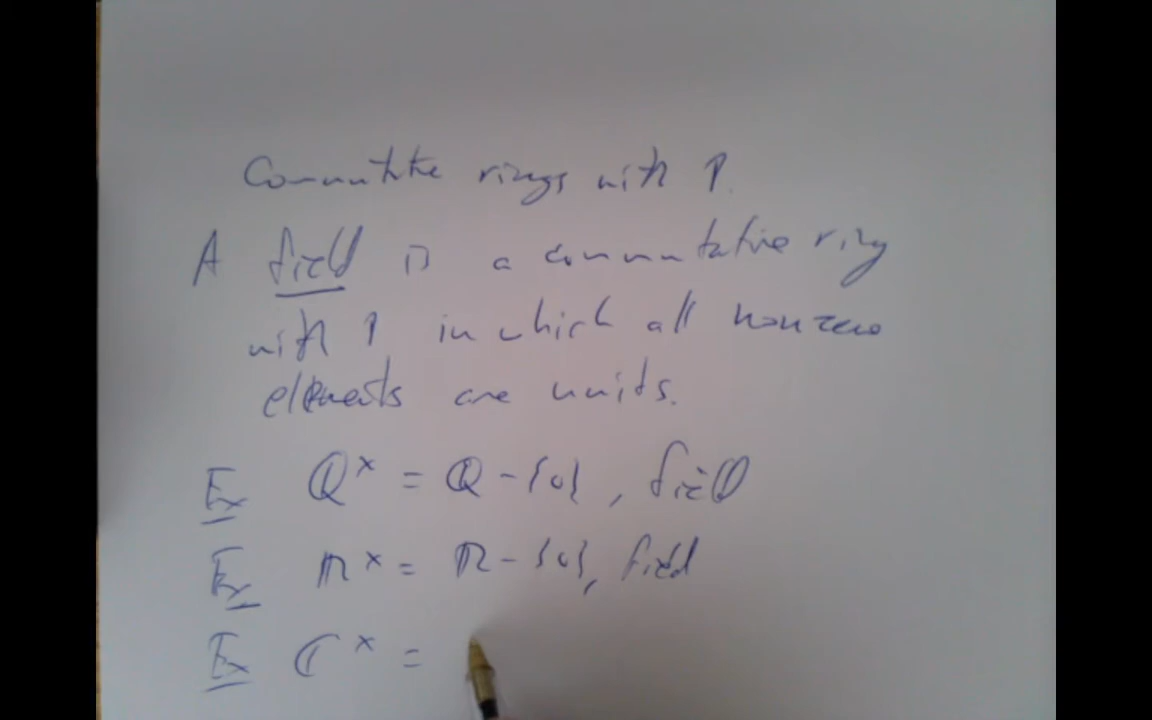 Commutative rings with 1.
A field is a commutative ring
with 1 in which all nonzero
elements are units.
Ex ℚ^× = ℚ - {0}, field
Ex ℝ^× = ℝ - {0}, field
Ex ℂ^× =